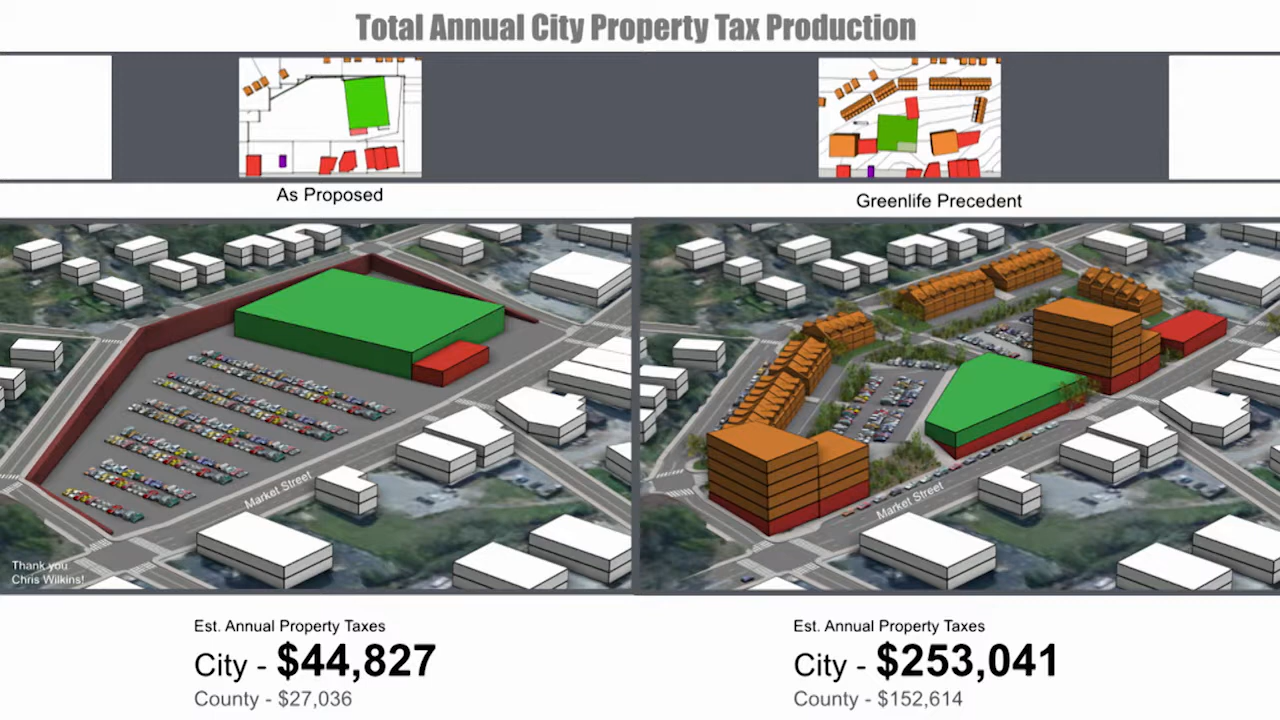 Total Annual City Property Tax Production
As Proposed
Greenlife Precedent
Market Street
Market Street
Thank you
Chris Wilkins!
Est. Annual Property Taxes
City - $44,827
County - $27,036
Est. Annual Property Taxes
City - $253,041
County - $152,614